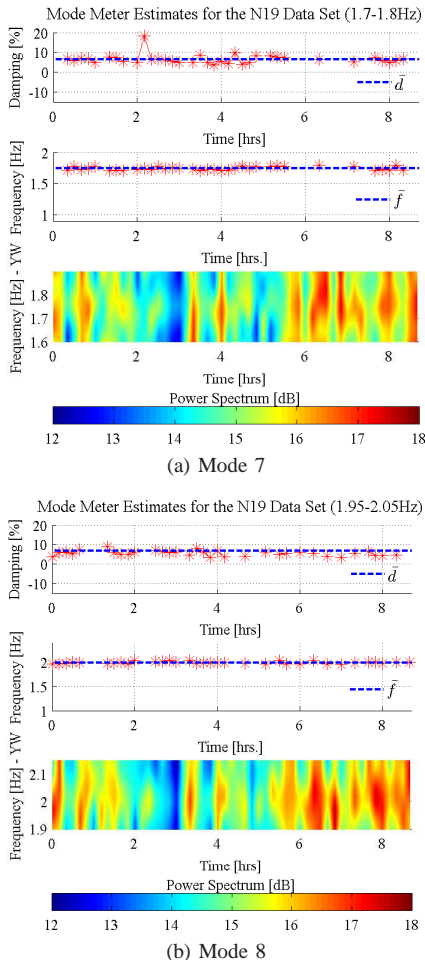 Mode Meter Estimates for the N19 Data Set (1.7-1.8Hz)
Damping [%]
20
10
0
-10
d̄
0 2 4 6 8
Time [hrs]
Frequency [Hz]
2
1.5
1
f̄
0 2 4 6 8
Time [hrs.]
Frequency [Hz] - YW
1.8
1.7
1.6
0 2 4 6 8
Time [hrs]
Power Spectrum [dB]
12 13 14 15 16 17 18
(a) Mode 7
Mode Meter Estimates for the N19 Data Set (1.95-2.05Hz)
Damping [%]
20
10
0
-10
d̄
0 2 4 6 8
Time [hrs]
Frequency [Hz]
2
1.5
1
f̄
0 2 4 6 8
Time [hrs.]
Frequency [Hz] - YW
2.1
2
1.9
0 2 4 6 8
Time [hrs]
Power Spectrum [dB]
12 13 14 15 16 17 18
(b) Mode 8